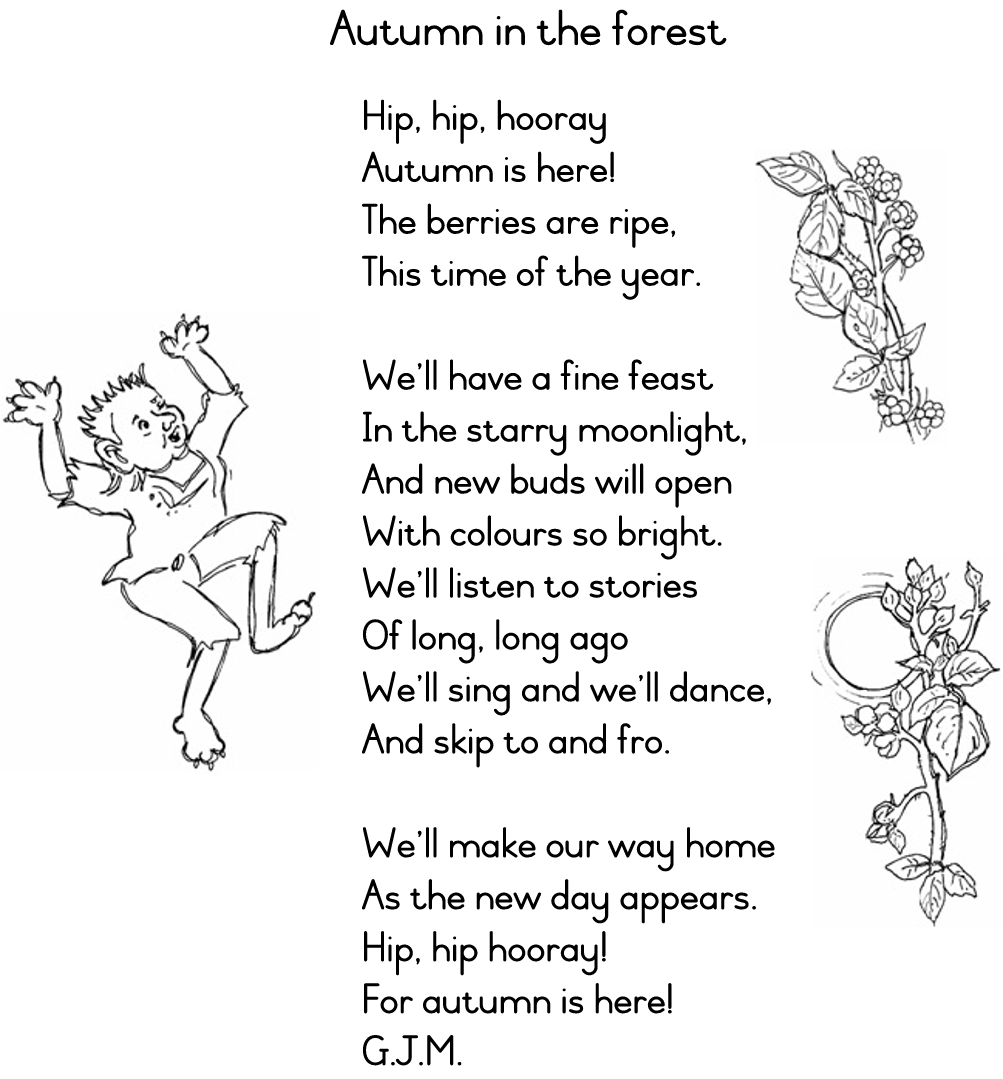 Autumn in the forest
Hip, hip, hooray
Autumn is here!
The berries are ripe,
This time of the year.
We'll have a fine feast
In the starry moonlight,
And new buds will open
With colours so bright.
We'll listen to stories
Of long, long ago
We'll sing and we'll dance,
And skip to and fro.
We'll make our way home
As the new day appears.
Hip, hip hooray!
For autumn is here!
G.J.M.